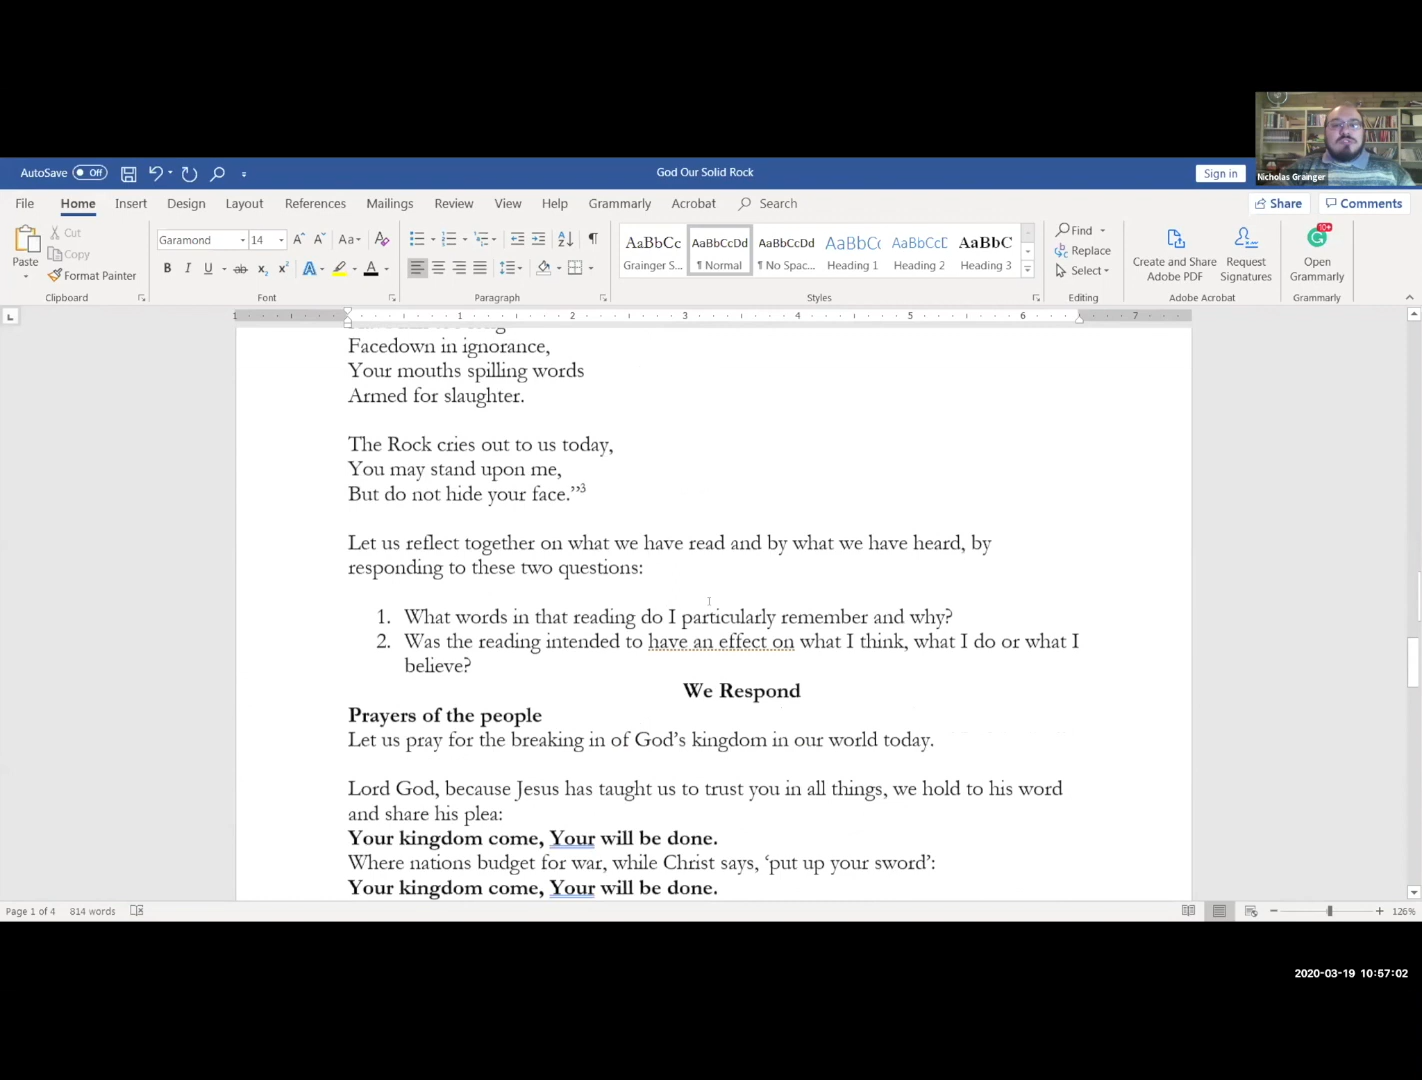 Nicholas Grainger
AutoSave Off
God Our Solid Rock
Sign in
File Home Insert Design Layout References Mailings Review View Help Grammarly Acrobat Search
Share Comments
Paste
Cut
Copy
Format Painter
Clipboard
Garamond 14
Font
Paragraph
AaBbCc AaBbCcDd AaBbCcDd AaBbCc AaBbCcD AaBbC
Grainger S... ¶ Normal ¶ No Spac... Heading 1 Heading 2 Heading 3
Styles
Find
Replace
Select
Editing
Create and Share
Adobe PDF
Request
Signatures
Adobe Acrobat
10+
Open
Grammarly
Grammarly
1 1 2 3 4 5 6 7
Facedown in ignorance,
Your mouths spilling words
Armed for slaughter.
The Rock cries out to us today,
You may stand upon me,
But do not hide your face.”3
Let us reflect together on what we have read and by what we have heard, by
responding to these two questions:
1. What words in that reading do I particularly remember and why?
2. Was the reading intended to have an effect on what I think, what I do or what I
believe?
We Respond
Prayers of the people
Let us pray for the breaking in of God’s kingdom in our world today.
Lord God, because Jesus has taught us to trust you in all things, we hold to his word
and share his plea:
Your kingdom come, Your will be done.
Where nations budget for war, while Christ says, ‘put up your sword’:
Your kingdom come, Your will be done.
Page 1 of 4 814 words
126%
2020-03-19 10:57:02